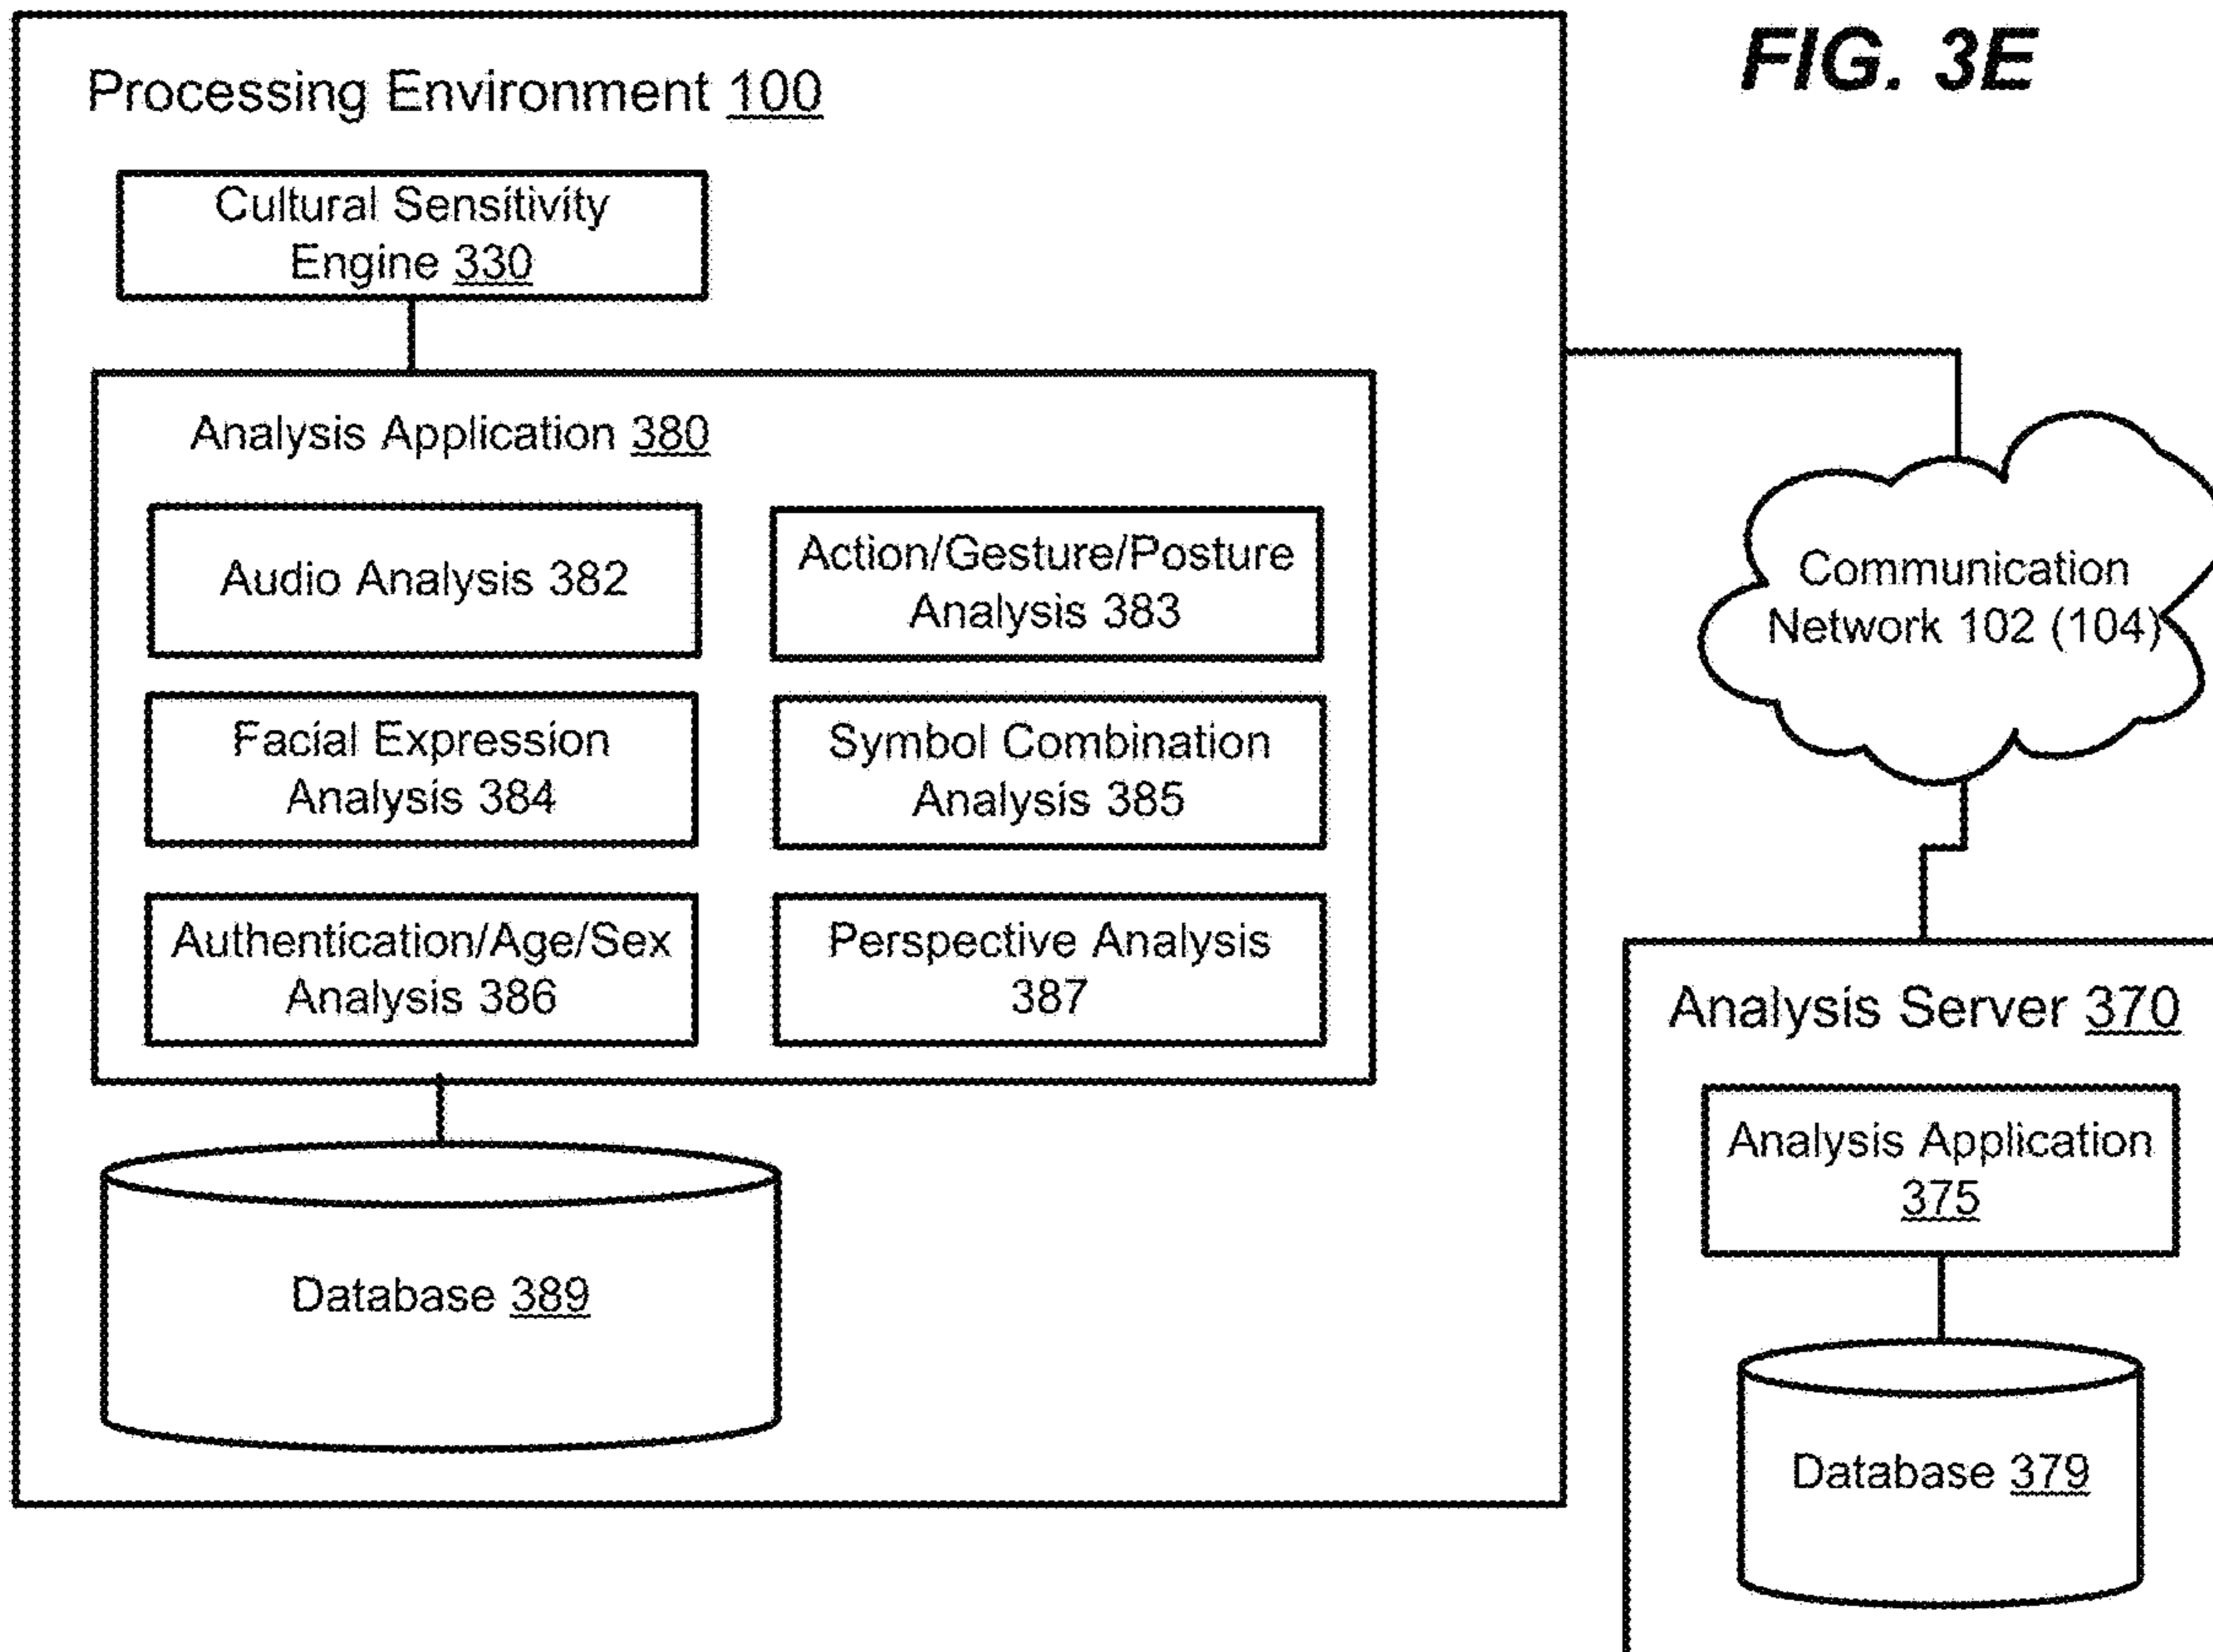 FIG. 3E
Processing Environment 100
Cultural Sensitivity
Engine 330
Analysis Application 380
Audio Analysis 382
Action/Gesture/Posture
Analysis 383
Facial Expression
Analysis 384
Symbol Combination
Analysis 385
Authentication/Age/Sex
Analysis 386
Perspective Analysis
387
Database 389
Communication
Network 102 (104)
Analysis Server 370
Analysis Application
375
Database 379